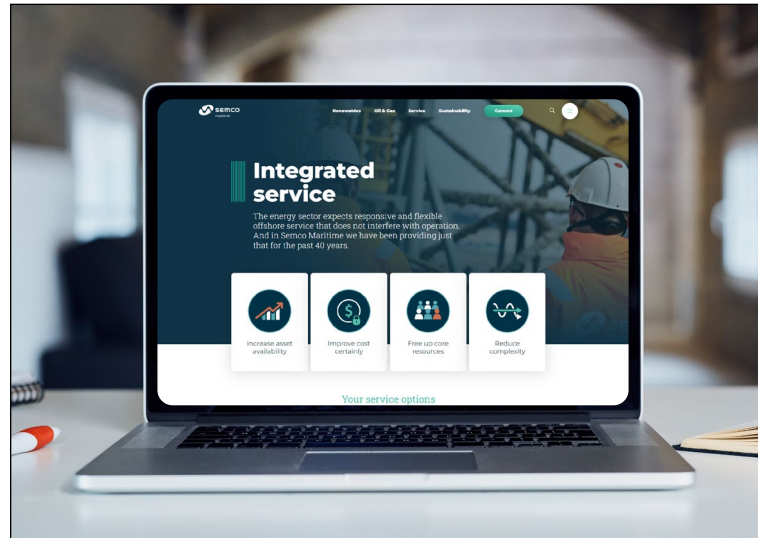 SEMCO
maritime
Renewables Oil & Gas Service Sustainability Careers
Integrated
service
The energy sector expects responsive and flexible
offshore service that does not interfere with operation.
And in Semco Maritime we have been providing just
that for the past 40 years.
Increase asset
availability
Improve cost
certainly
Free up core
resources
Reduce
complexity
Your service options